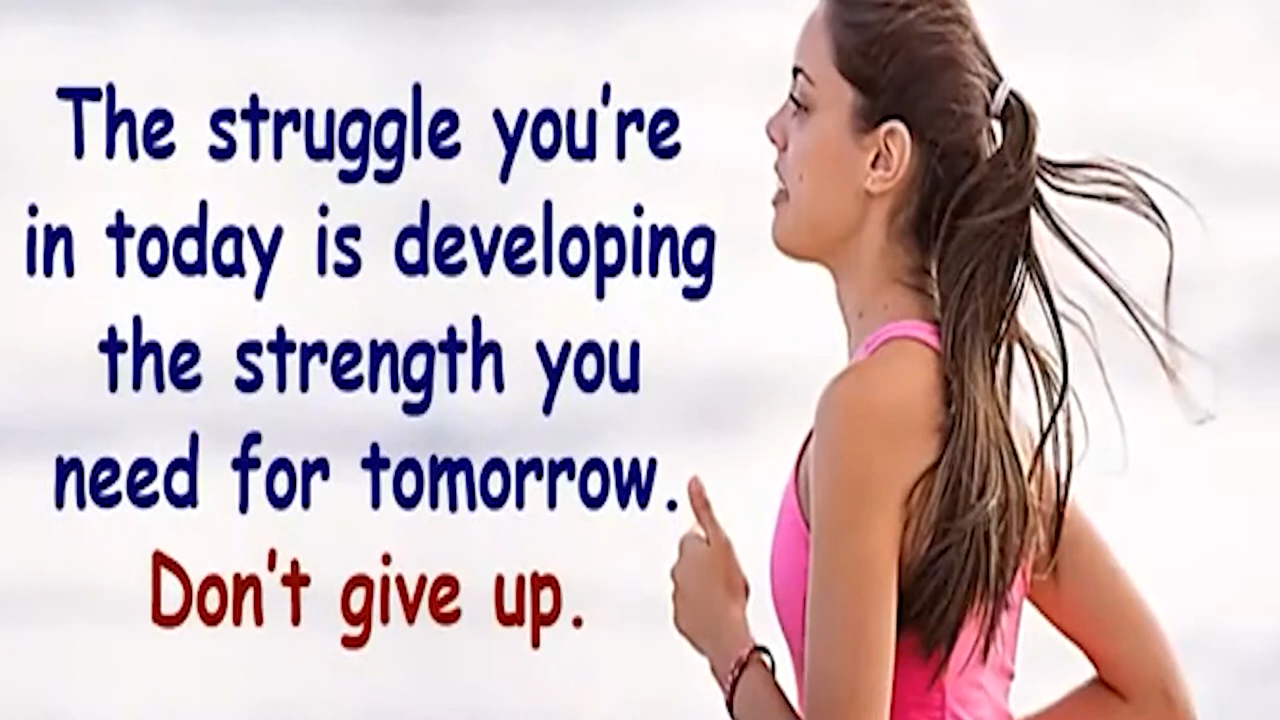 The struggle you're
in today is developing
the strength you
need for tomorrow.
Don't give up.